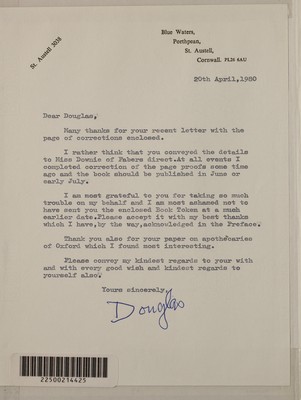 St. Austell 3038
Blue Waters,
Porthpean,
St. Austell,
Cornwall. PL26 6AU
20th April,1980
Dear Douglas,
Many thanks for your recent letter with the
page of corrections enclosed.
I rather think that you conveyed the details
to Miss Downie of Fabers direct.At all events I
completed correction of the page proofs some time
ago and the book should be published in June or
early July.
I am most grateful to you for taking so much
trouble on my behalf and I am most ashamed not to
have sent you the enclosed Book Token at a much
earlier date.Please accept it with my best thanks
which I have,by the way,acknowledged in the Preface.
Thank you also for your paper on apothecaries
of Oxford which I found most interesting.
Please convey my kindest regards to your with
and with every good wish and kindest regards to
yourself also.
Yours sincerely,
Douglas
22500214425